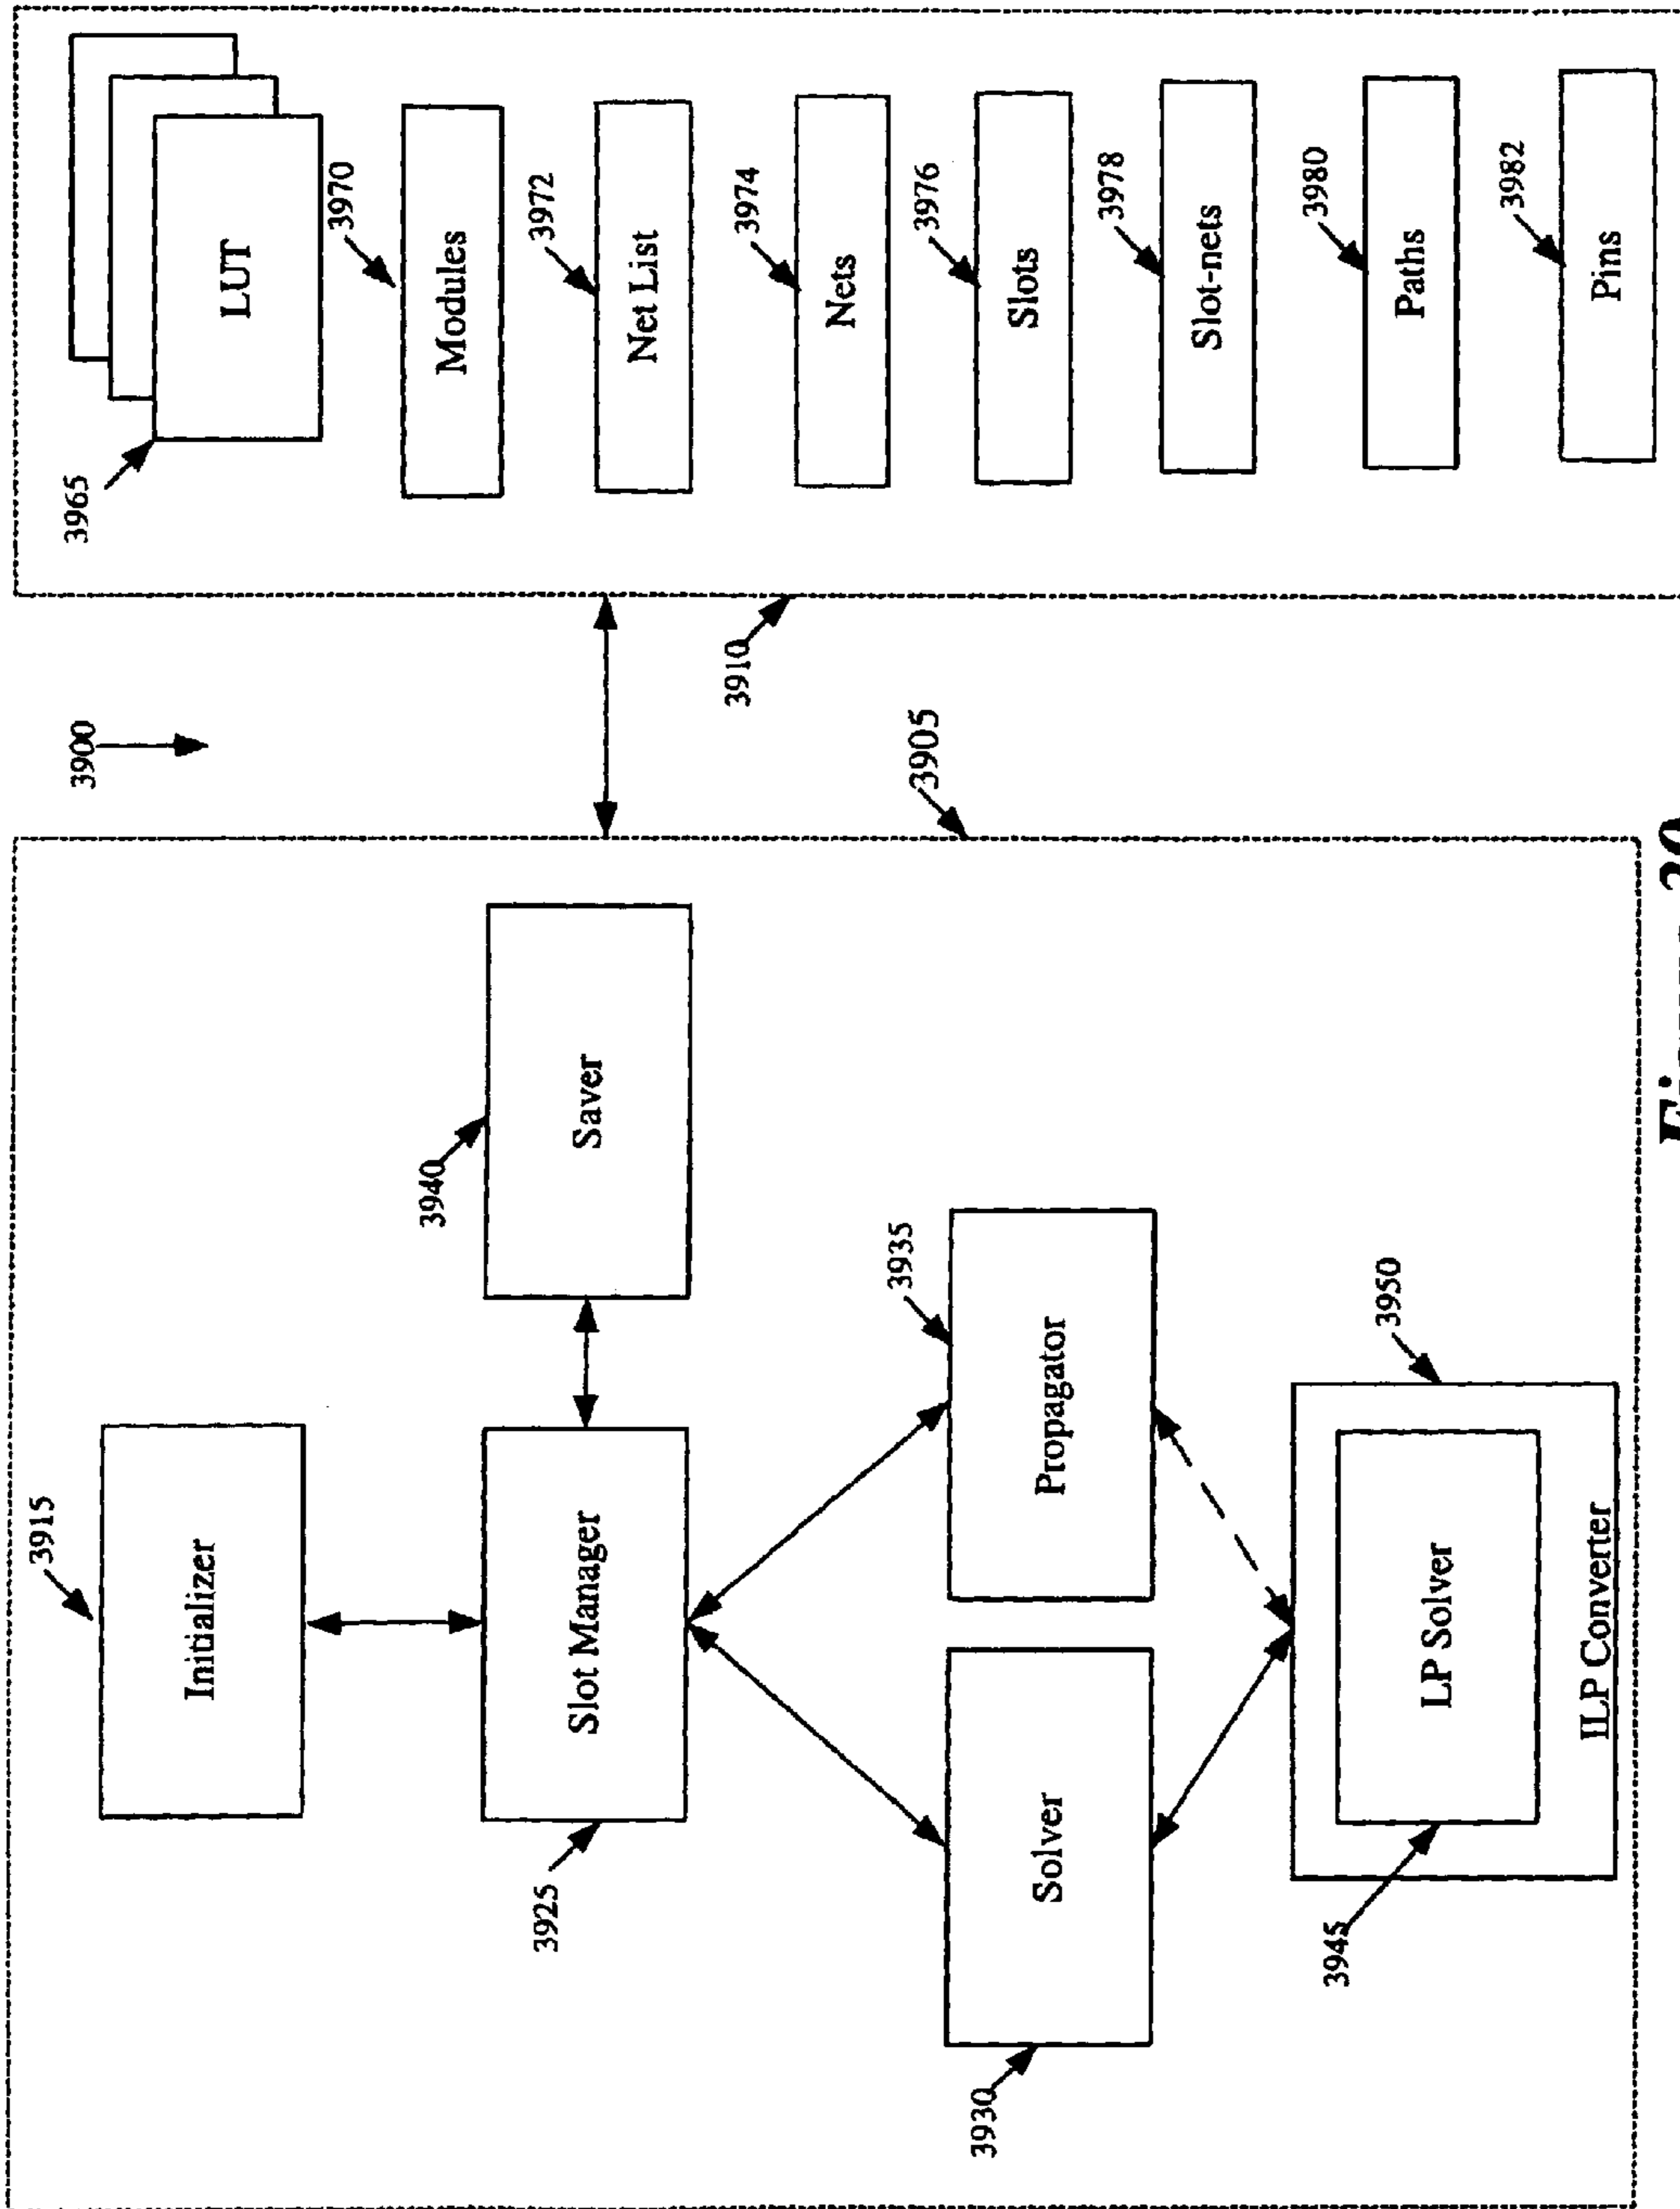 3900
3905
3915
Initializer
3925
Slot Manager
3940
Saver
3930
Solver
3935
Propagator
3945
LP Solver
3950
ILP Converter
3910
3965
LUT
3970
Modules
3972
Net List
3974
Nets
3976
Slots
3978
Slot-nets
3980
Paths
3982
Pins
Figure